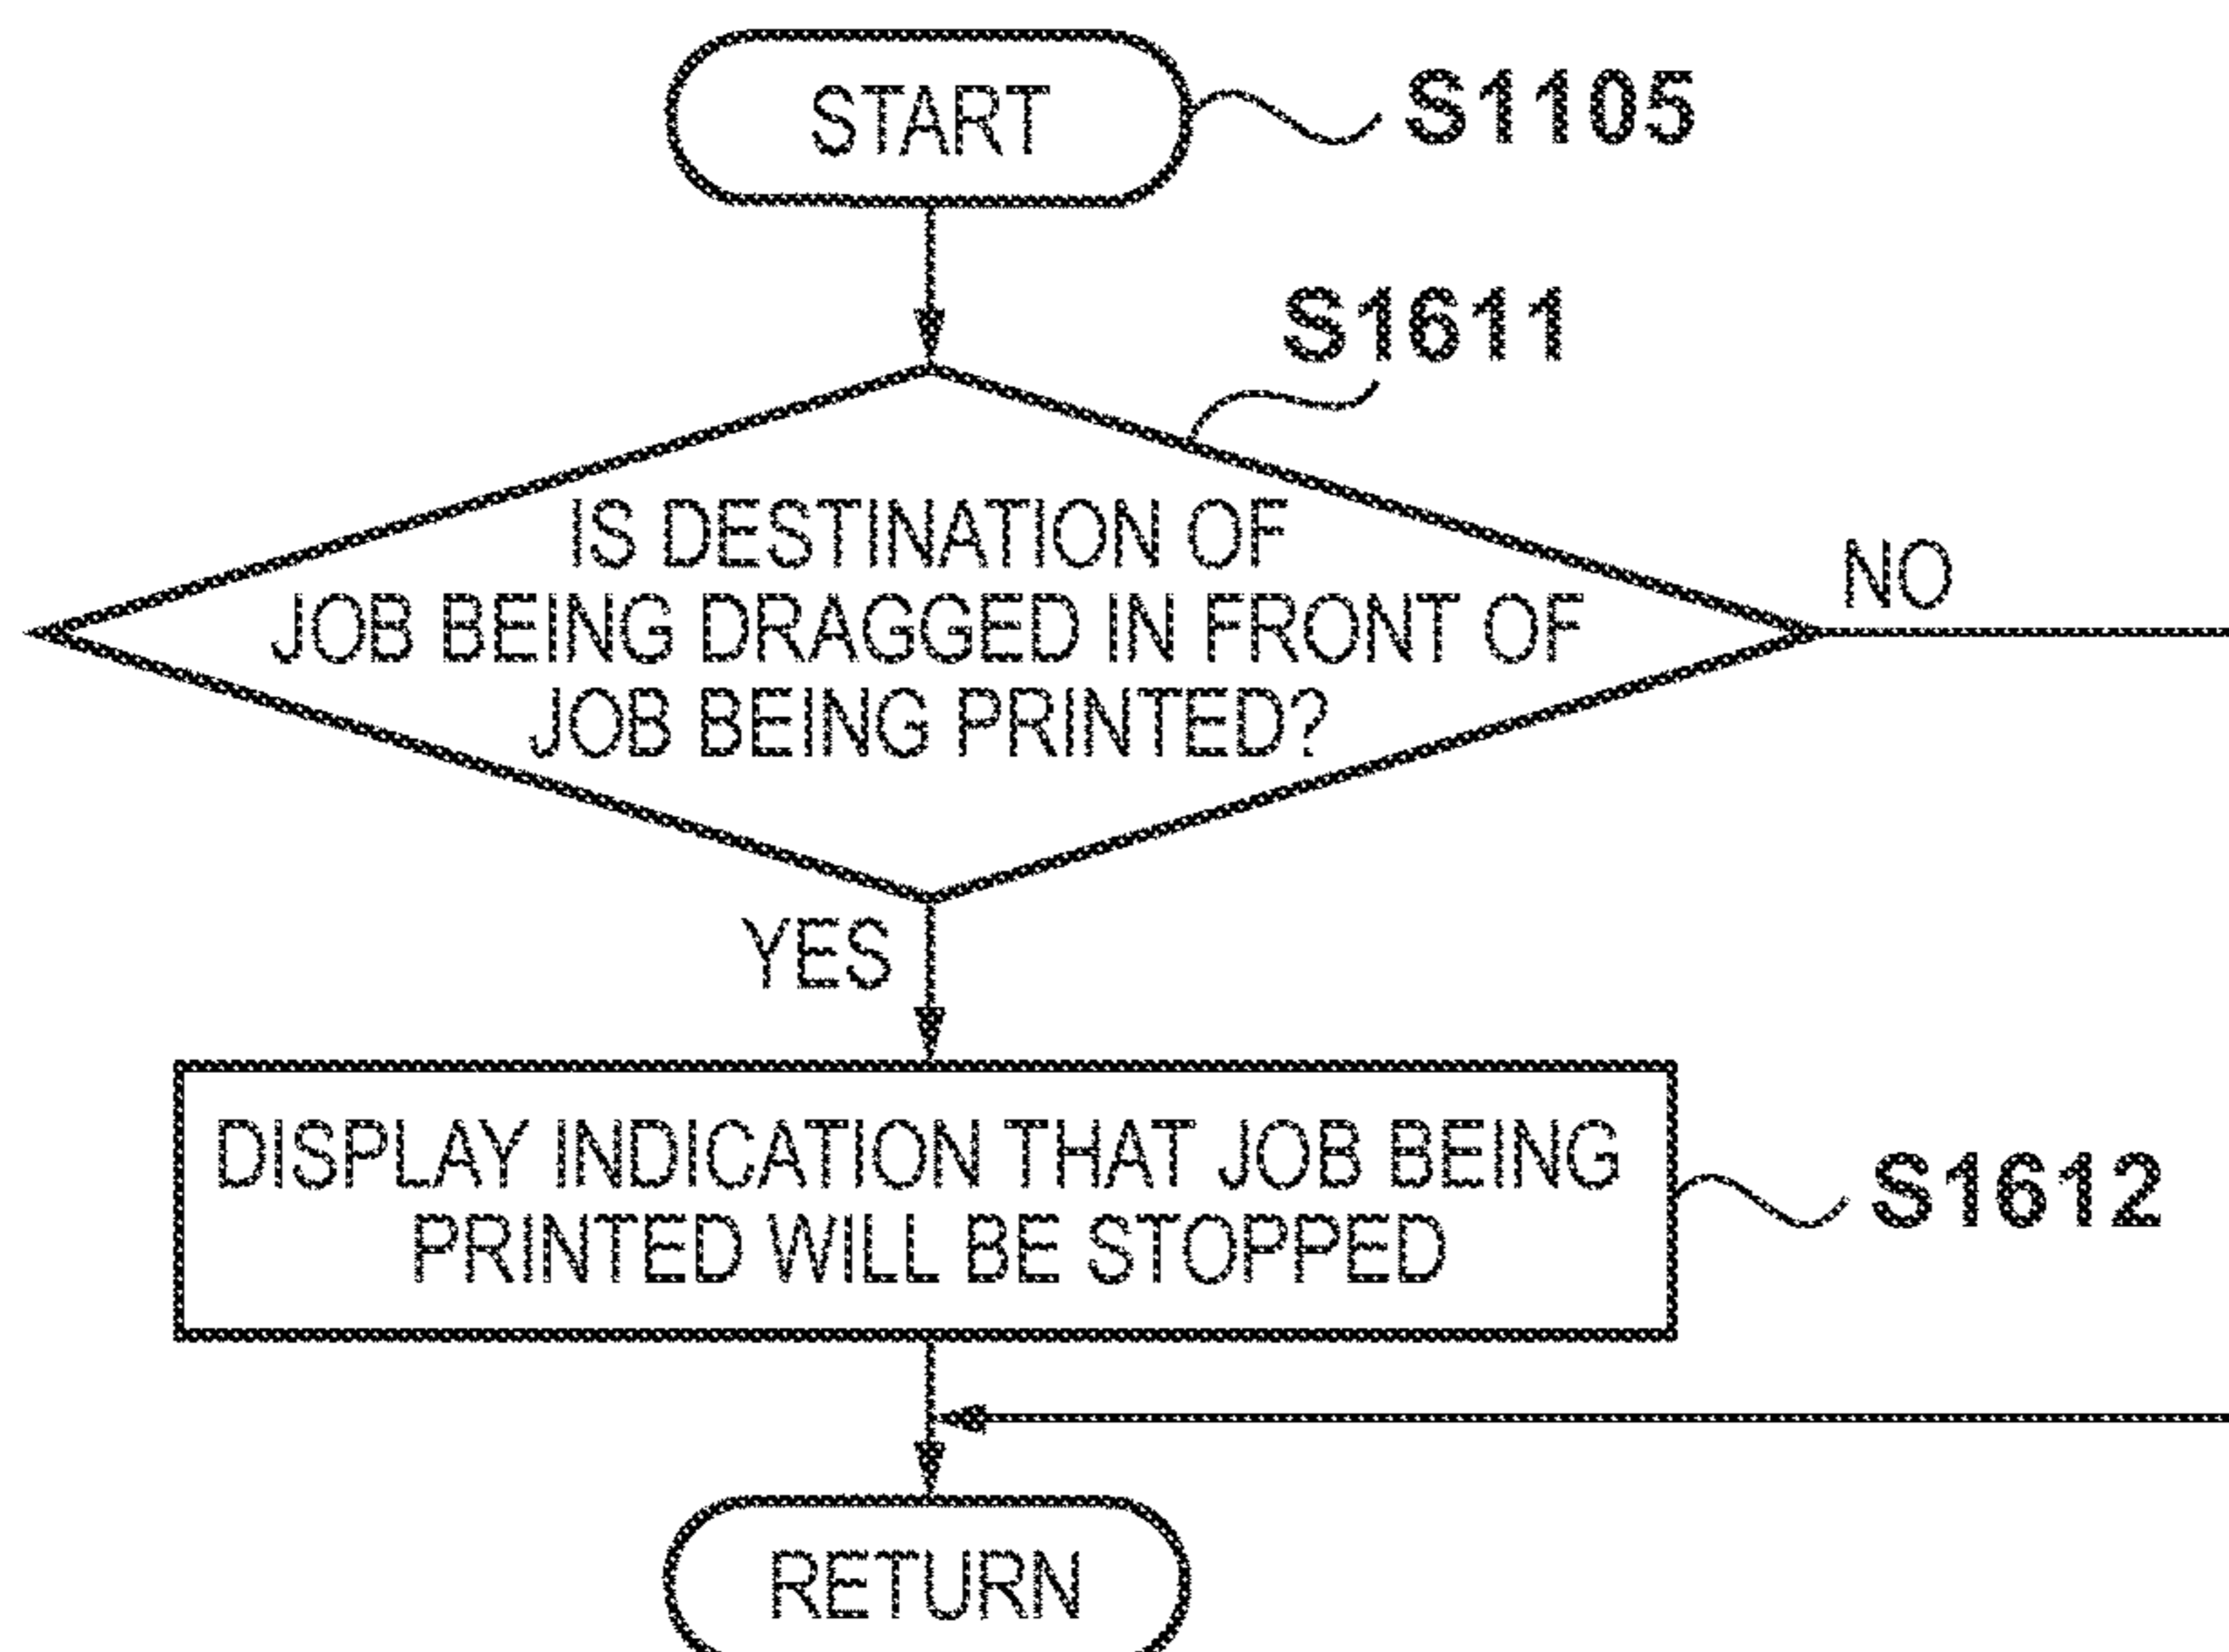 START
S1105
S1611
IS DESTINATION OF
JOB BEING DRAGGED IN FRONT OF
JOB BEING PRINTED?
NO
YES
DISPLAY INDICATION THAT JOB BEING
PRINTED WILL BE STOPPED
S1612
RETURN